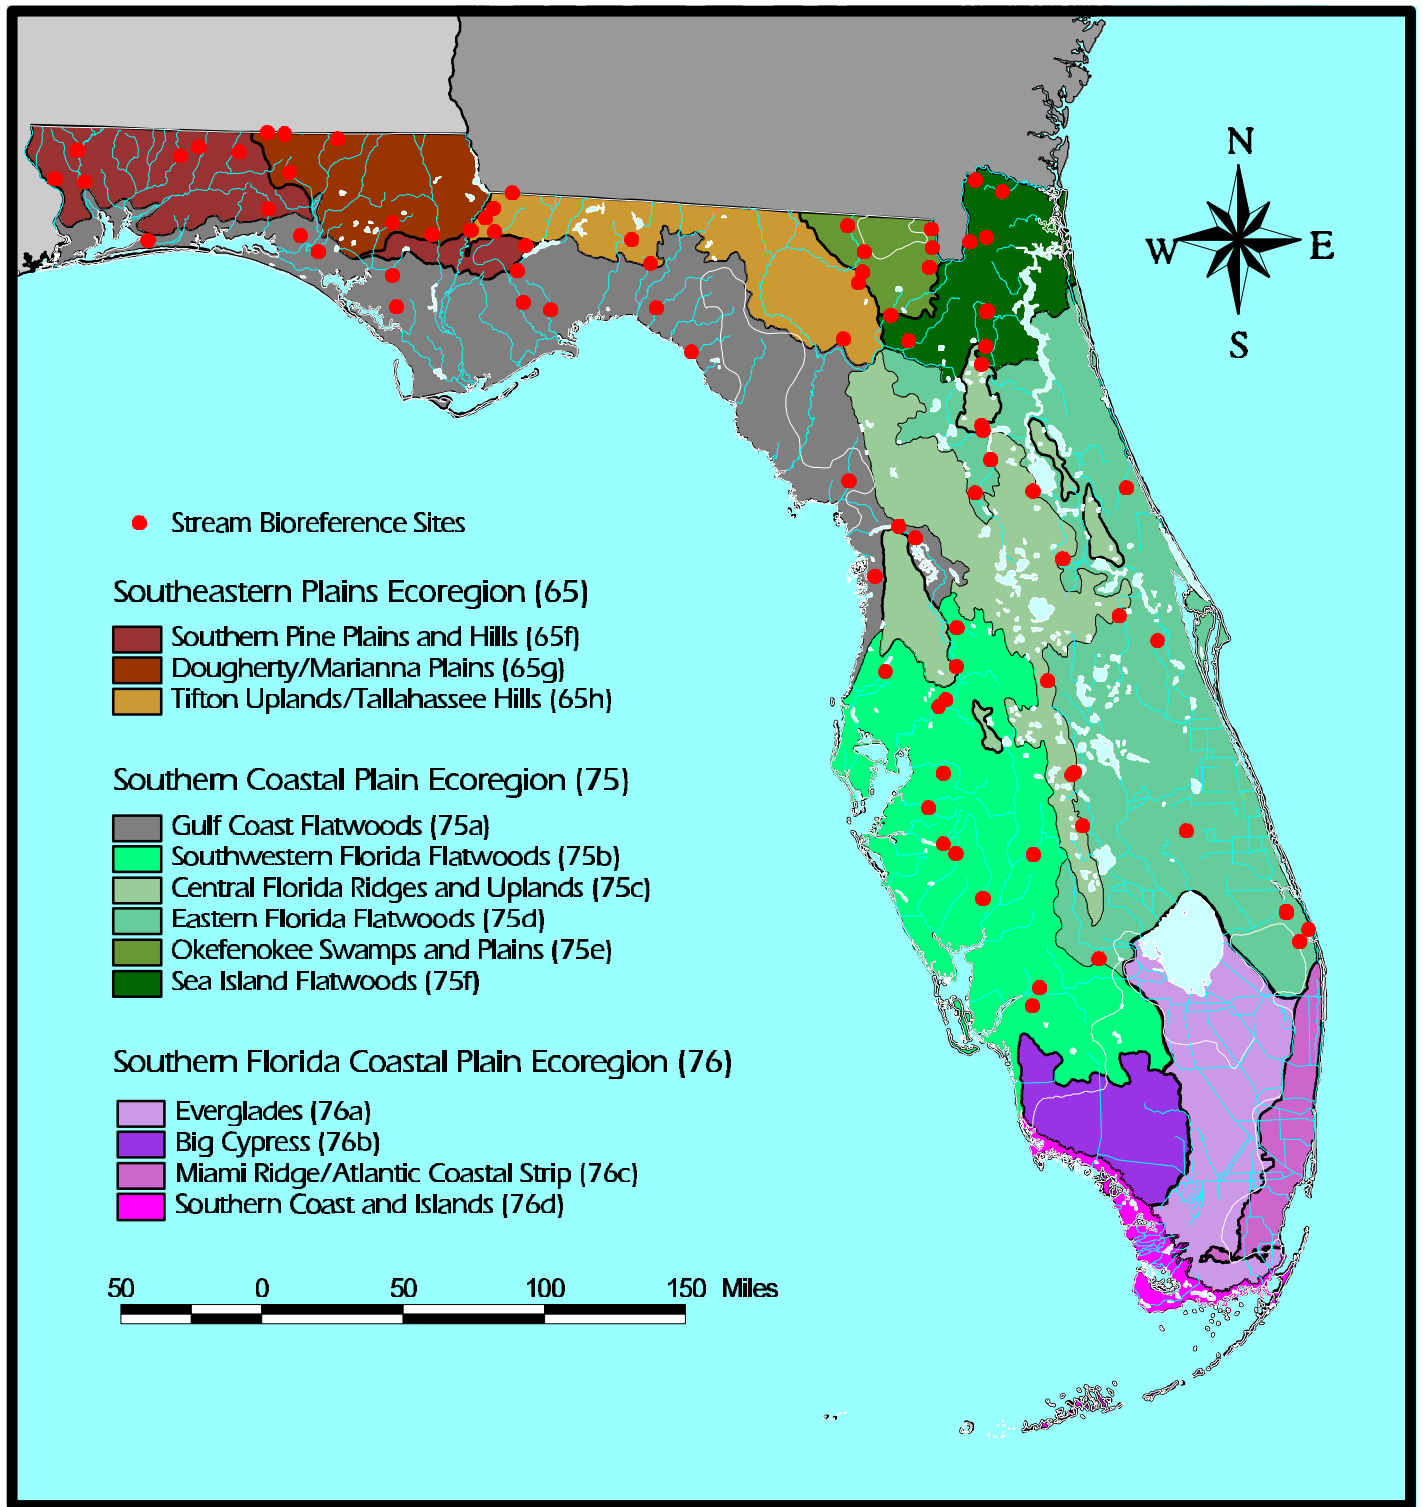 N
W
E
S
Stream Bioreference Sites
Southeastern Plains Ecoregion (65)
Southern Pine Plains and Hills (65f)
Dougherty/Marianna Plains (65g)
Tifton Uplands/Tallahassee Hills (65h)
Southern Coastal Plain Ecoregion (75)
Gulf Coast Flatwoods (75a)
Southwestern Florida Flatwoods (75b)
Central Florida Ridges and Uplands (75c)
Eastern Florida Flatwoods (75d)
Okefenokee Swamps and Plains (75e)
Sea Island Flatwoods (75f)
Southern Florida Coastal Plain Ecoregion (76)
Everglades (76a)
Big Cypress (76b)
Miami Ridge/Atlantic Coastal Strip (76c)
Southern Coast and Islands (76d)
50 0 50 100 150 Miles